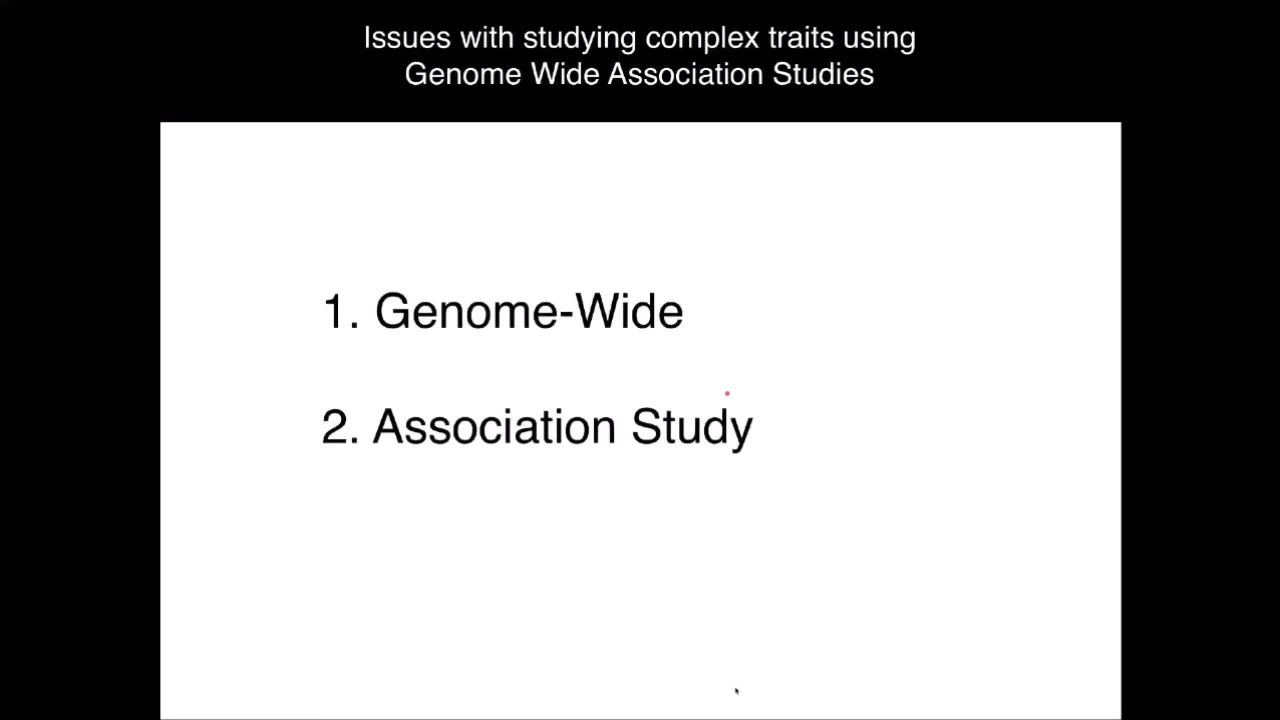 Issues with studying complex traits using
Genome Wide Association Studies
1. Genome-Wide
2. Association Study